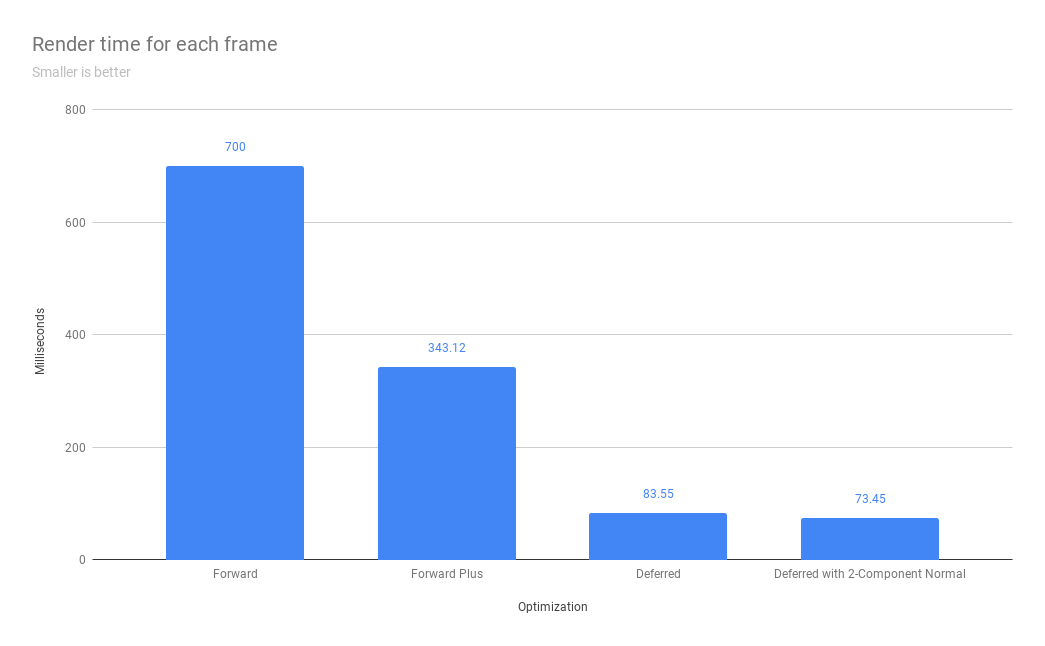 Render time for each frame
Smaller is better
800
600
400
200
0
Milliseconds
700
343.12
83.55
73.45
Forward
Forward Plus
Deferred
Deferred with 2-Component Normal
Optimization